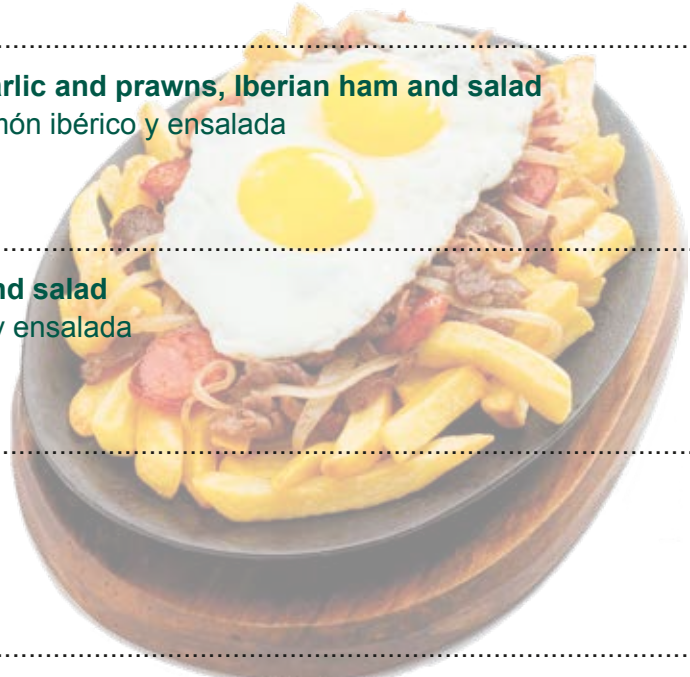 arlic and prawns, Iberian ham and salad
món ibérico y ensalada
nd salad
y ensalada